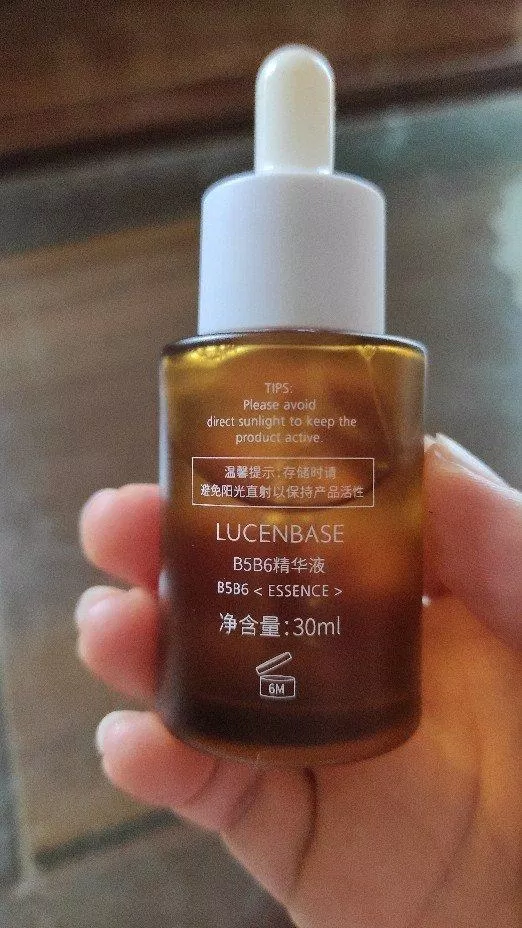 TIPS:
Please avoid
direct sunlight to keep the
product active.
温馨提示:存储时请
避免阳光直射以保持产品活性
LUCENBASE
B5B6精华液
B5B6 < ESSENCE >
净含量:30ml
6M